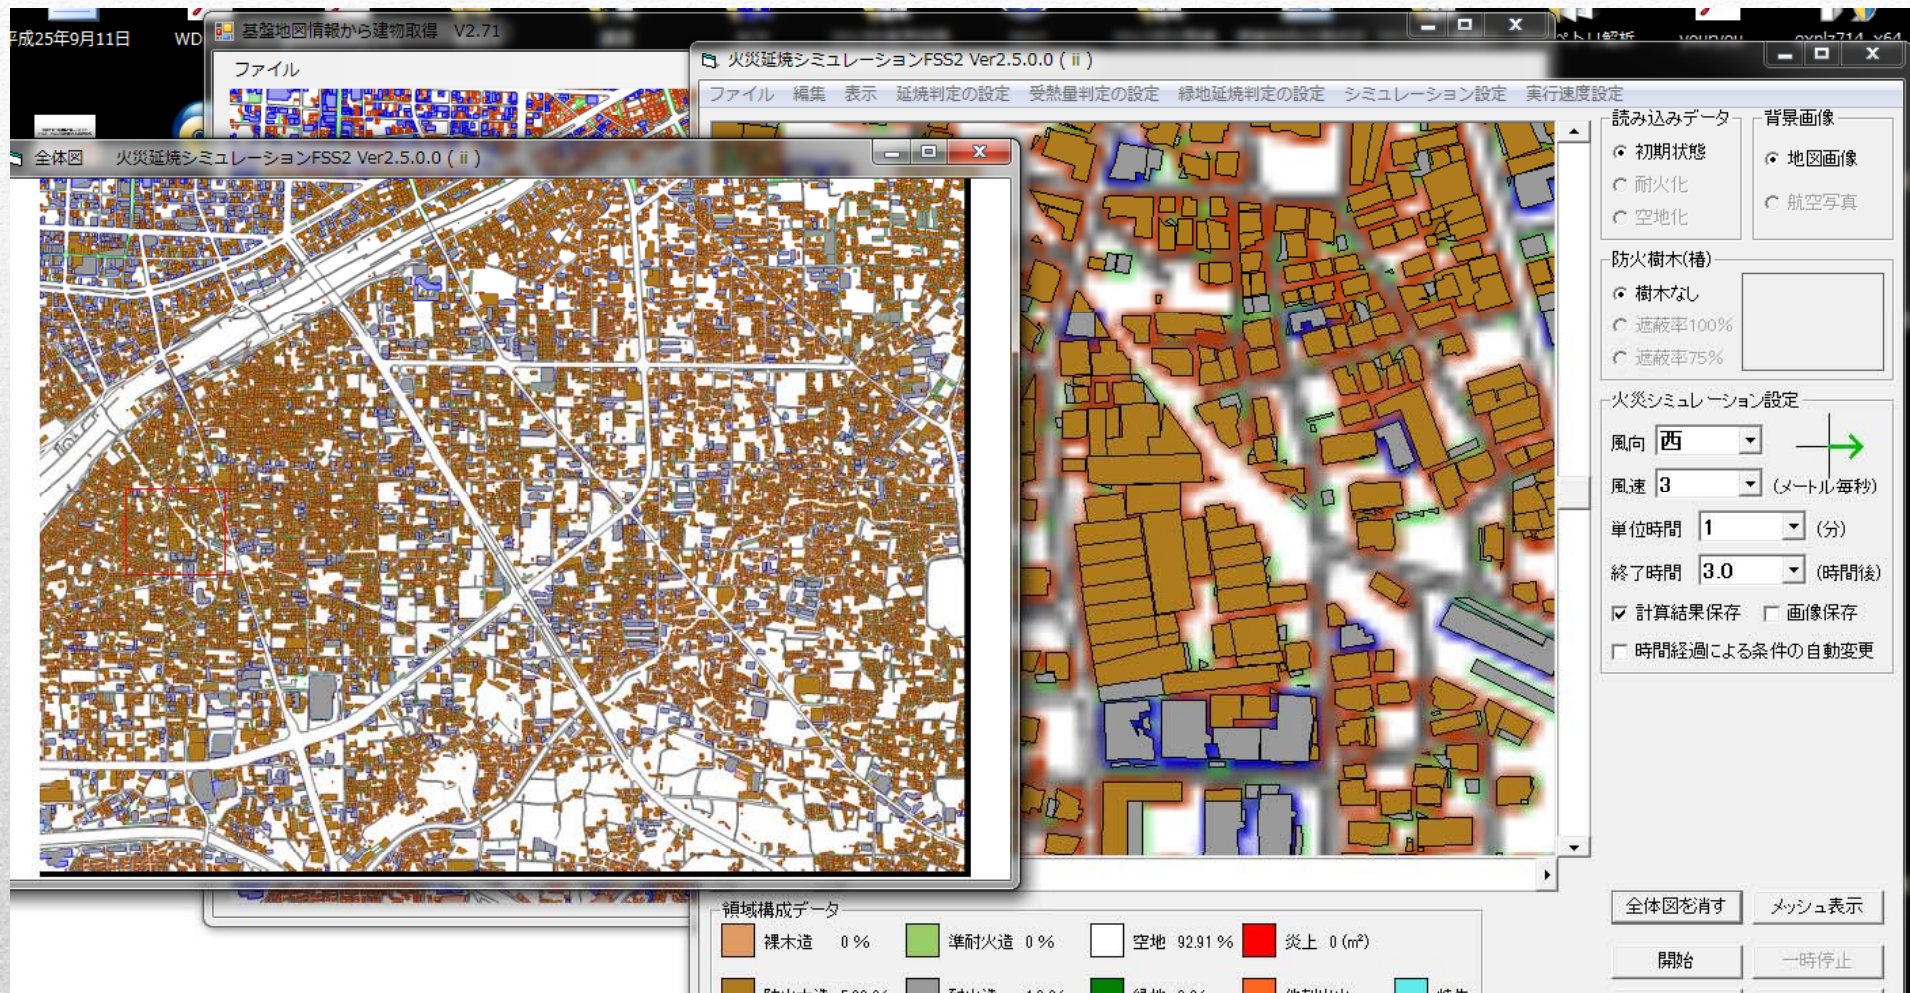 平成25年9月11日
WD
基盤地図情報から建物取得 V2.71
ファイル
ペトリ解析
yourvou
explz714_x64
火災延焼シミュレーションFSS2 Ver2.5.0.0 ( ⅱ )
ファイル 編集 表示 延焼判定の設定 受熱量判定の設定 緑地延焼判定の設定 シミュレーション設定 実行速度設定
全体図 火災延焼シミュレーションFSS2 Ver2.5.0.0 ( ⅱ )
読み込みデータ
初期状態
耐火化
空地化
背景画像
地図画像
航空写真
防火樹木(椿)
樹木なし
遮蔽率100%
遮蔽率75%
火災シミュレーション設定
風向 西
風速 3 (メートル毎秒)
単位時間 1 (分)
終了時間 3.0 (時間後)
計算結果保存 画像保存
時間経過による条件の自動変更
全体図を消す メッシュ表示
開始 一時停止
領域構成データ
裸木造 0 % 準耐火造 0 % 空地 92.91 % 炎上 0 (㎡)